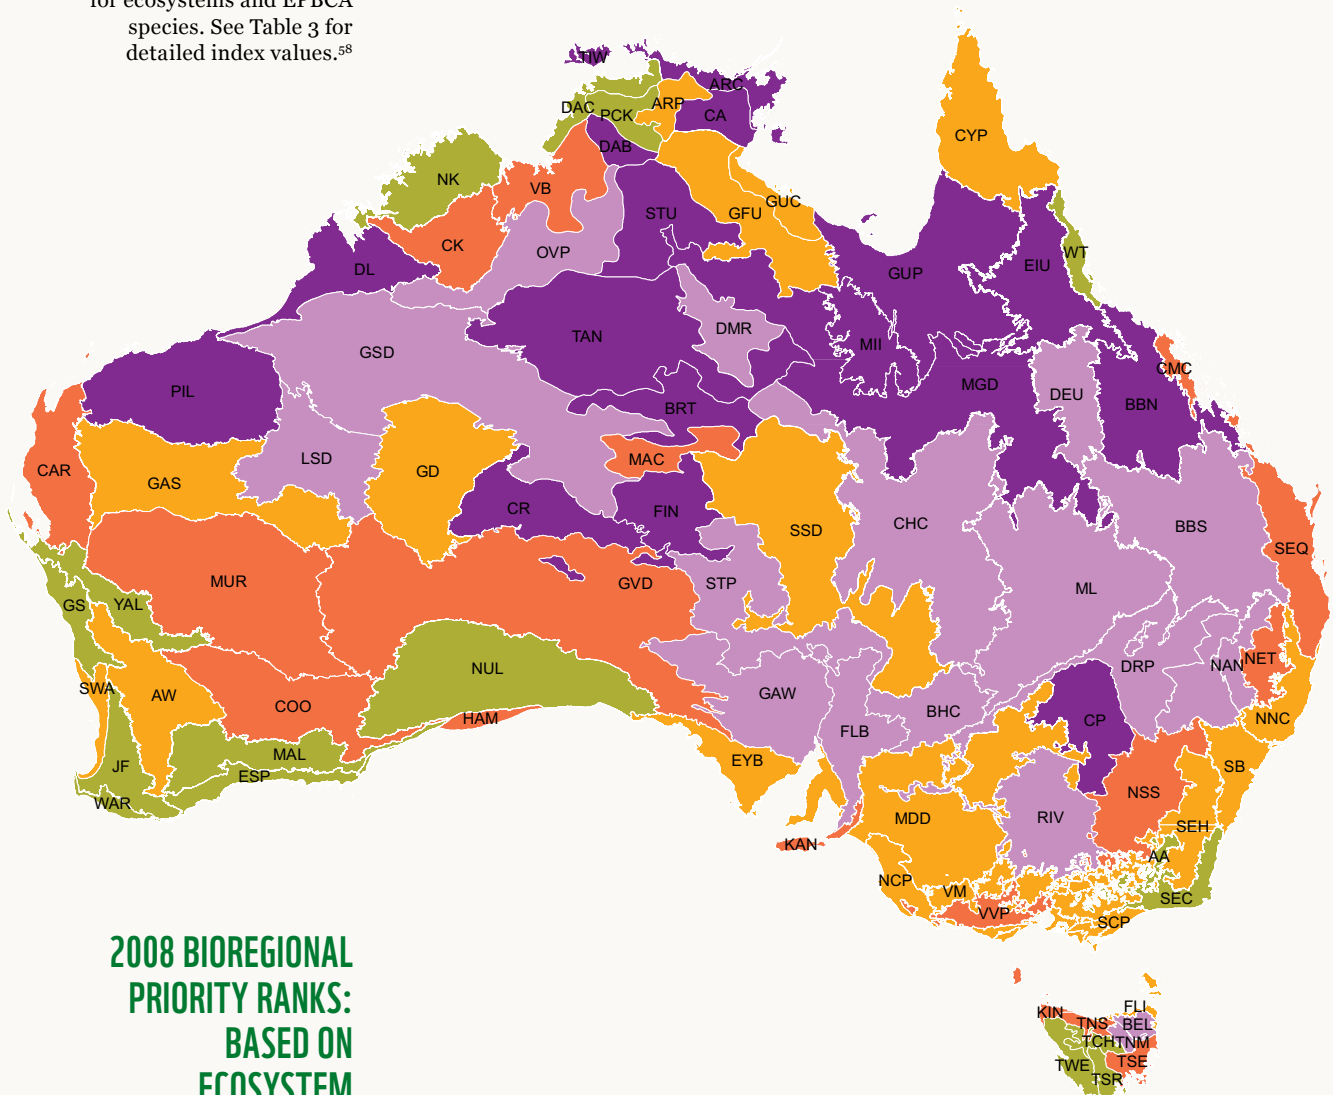 for ecosystems and EPBCA
species. See Table 3 for
detailed index values.⁵⁸
TIW
ARC
DAC
PCK
ARP
CA
DAB
CYP
NK
VB
STU
GFU
GUC
CK
OVP
DL
GUP
EIU
WT
TAN
DMR
MII
GSD
CMC
PIL
BRT
MGD
DEU
BBN
CAR
GAS
LSD
GD
MAC
CR
FIN
SSD
CHC
BBS
SEQ
MUR
GVD
STP
ML
GS
YAL
NUL
DRP
NAN
NET
SWA
AW
COO
HAM
GAW
FLB
BHC
CP
NNC
JF
MAL
ESP
WAR
EYB
SB
NSS
MDD
RIV
SEH
KAN
AA
NCP
VM
VVP
SEC
SCP
2008 BIOREGIONAL
PRIORITY RANKS:
BASED ON
ECOSYSTEM
FLI
KIN
TNS
BEL
TCH
TNM
TWE
TSE
TSR